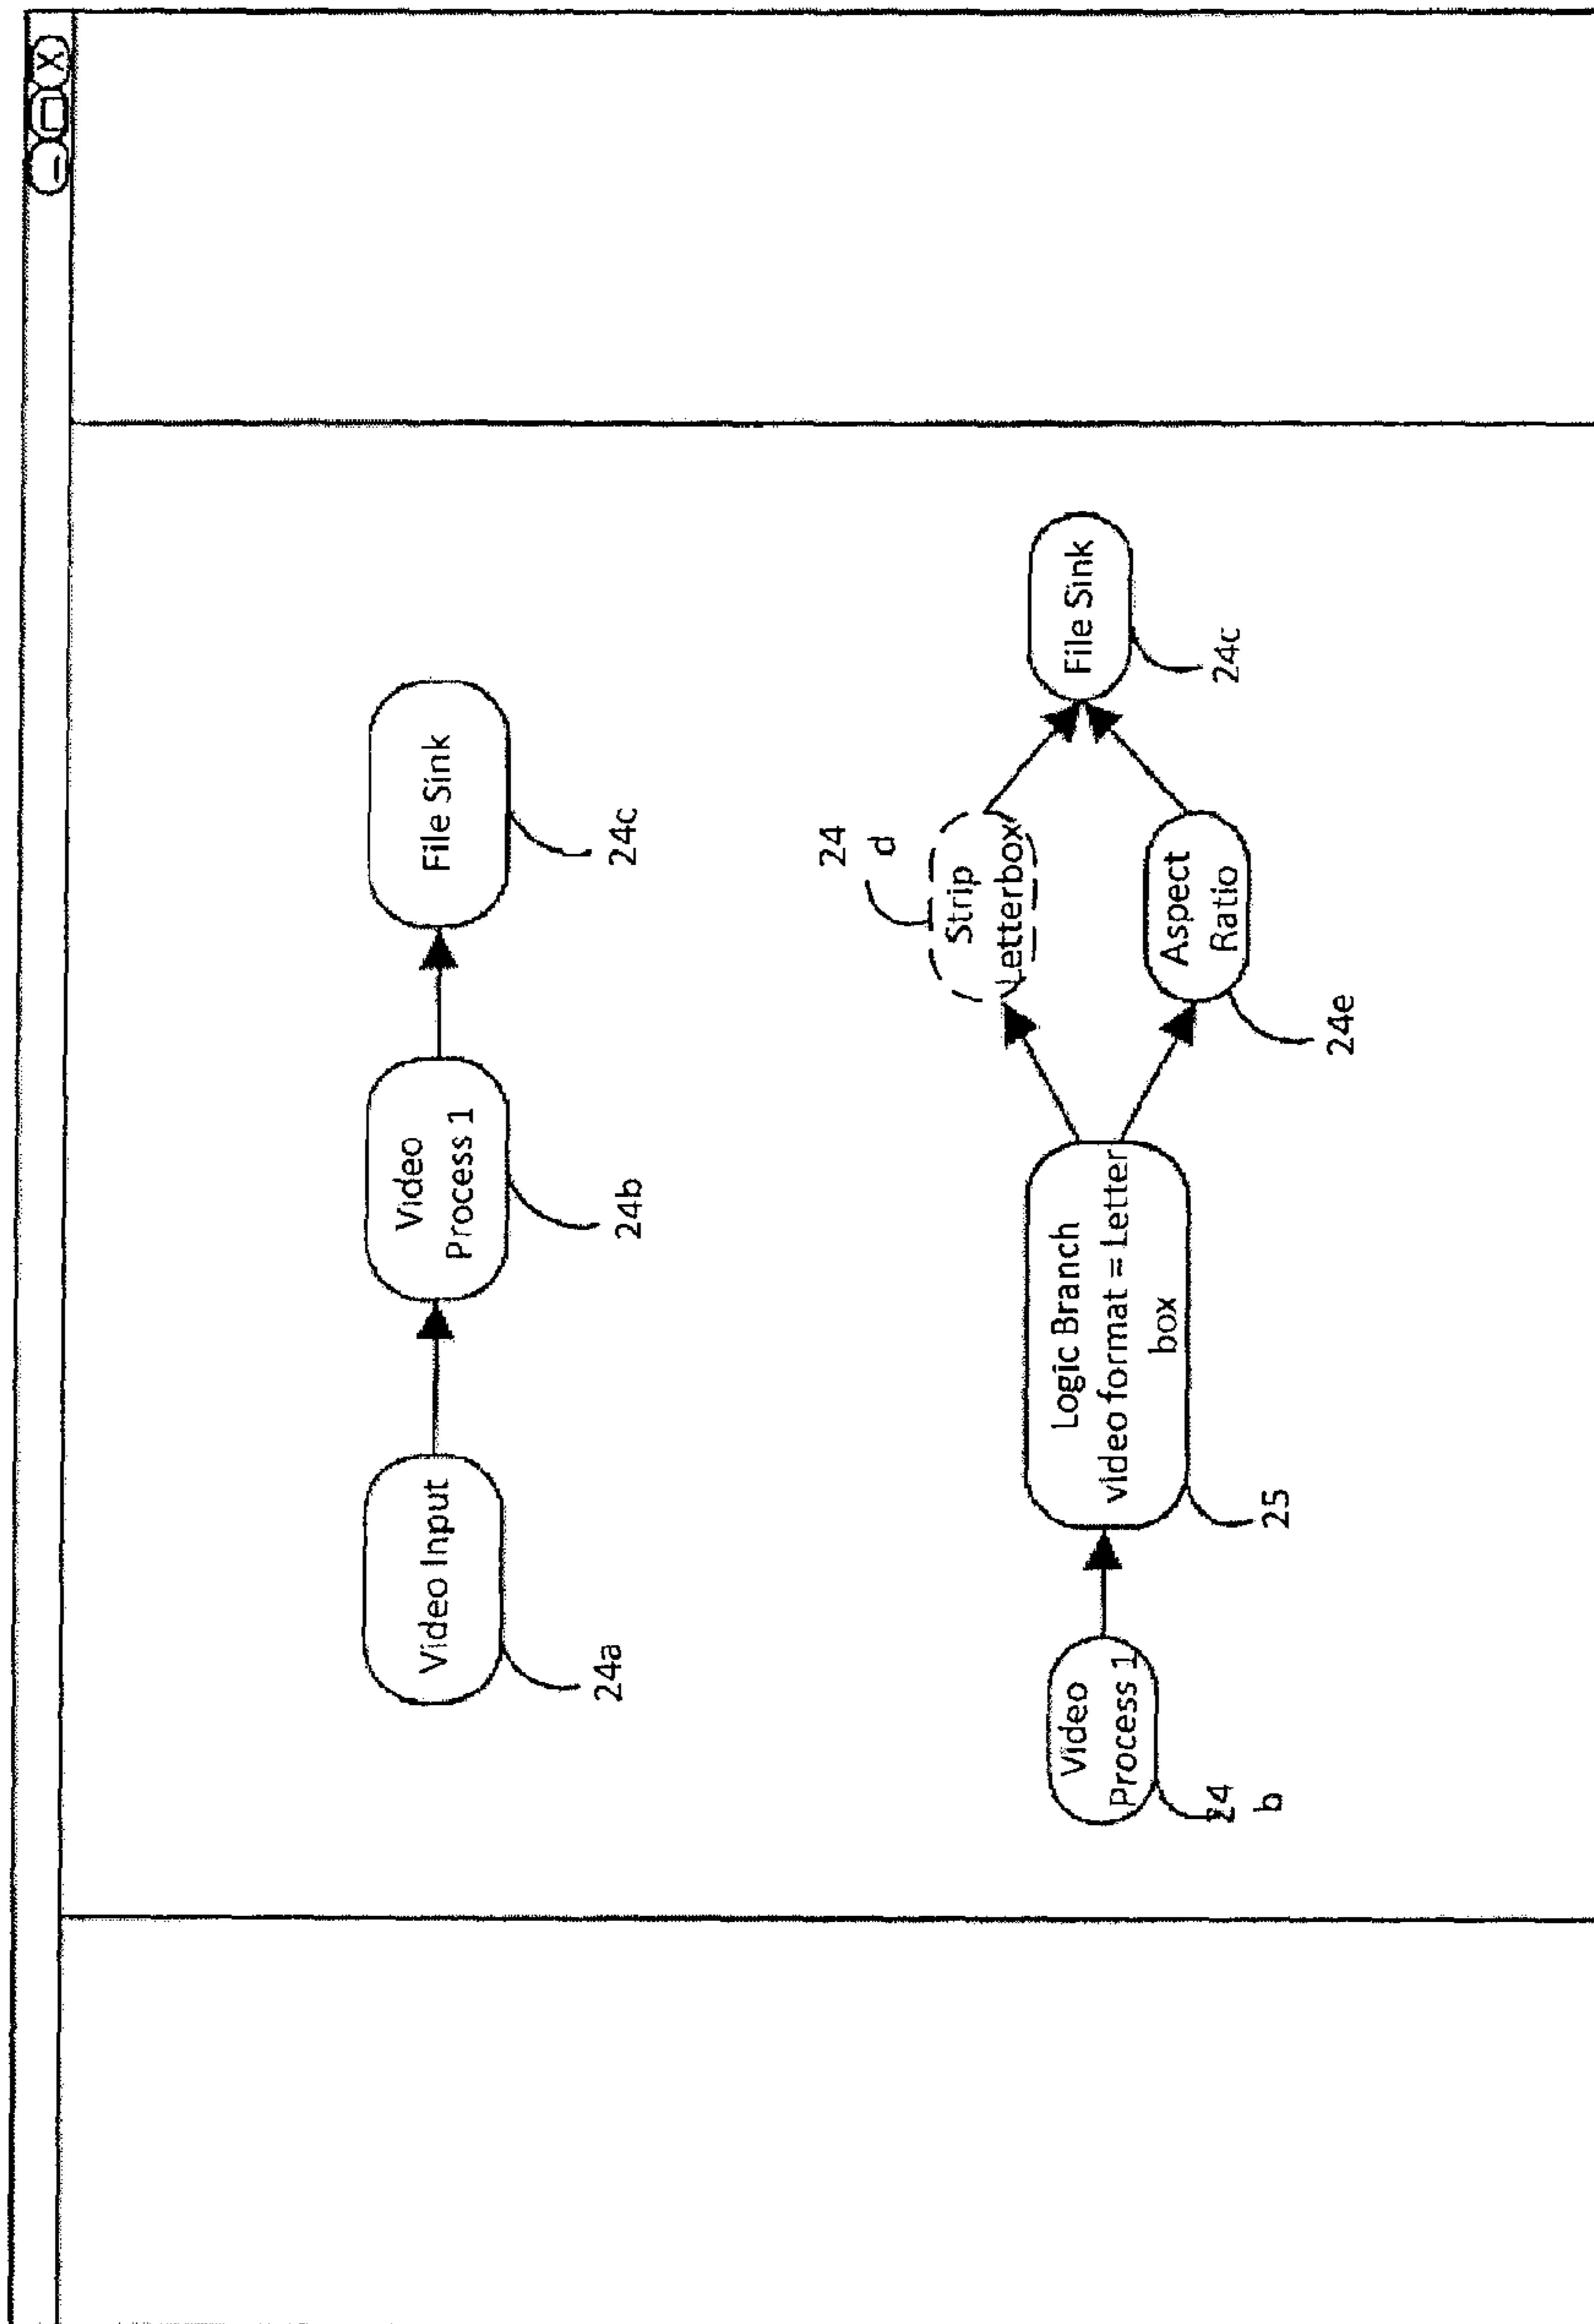 Video Input
24a
Video
Process 1
24b
File Sink
24c
Video
Process 1
24
b
Logic Branch
video format = Letter
box
25
24
d
Strip
Letterbox
Aspect
Ratio
24e
File Sink
24c